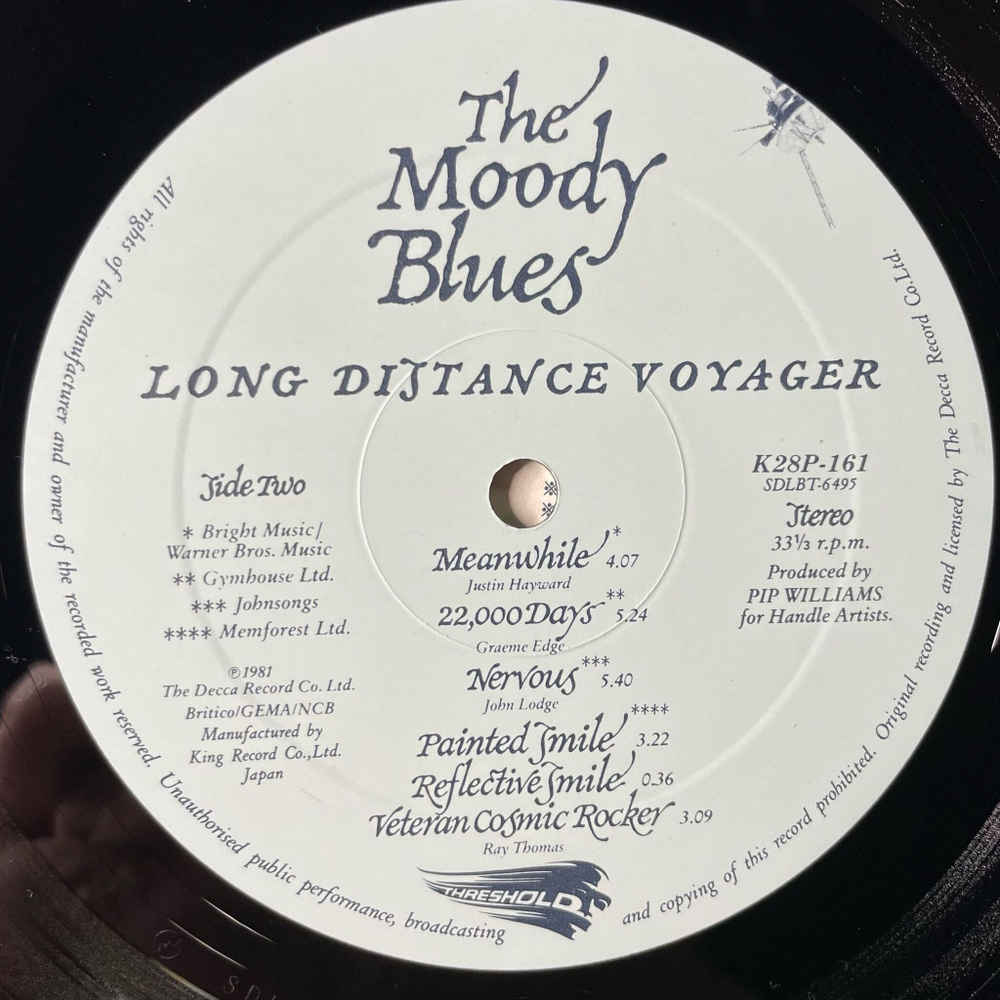 The
Moody
Blues
LONG DISTANCE VOYAGER
Side Two
* Bright Music/
Warner Bros. Music
** Gymhouse Ltd.
*** Johnsongs
**** Memforest Ltd.
℗1981
The Decca Record Co. Ltd.
Britico/GEMA/NCB
Manufactured by
King Record Co.,Ltd.
Japan
K28P-161
SDLBT-6495
Stereo
33⅓ r.p.m.
Produced by
PIP WILLIAMS
for Handle Artists.
Meanwhile * 4.07
Justin Hayward
22,000 Days ** 5.24
Graeme Edge
Nervous *** 5.40
John Lodge
Painted Smile **** 3.22
Reflective Smile 0.36
Veteran Cosmic Rocker 3.09
Ray Thomas
THRESHOLD
All rights of the manufacturer and owner of the recorded work reserved. Unauthorised public performance, broadcasting and copying of this record prohibited. Original recording and licensed by The Decca Record Co.Ltd.